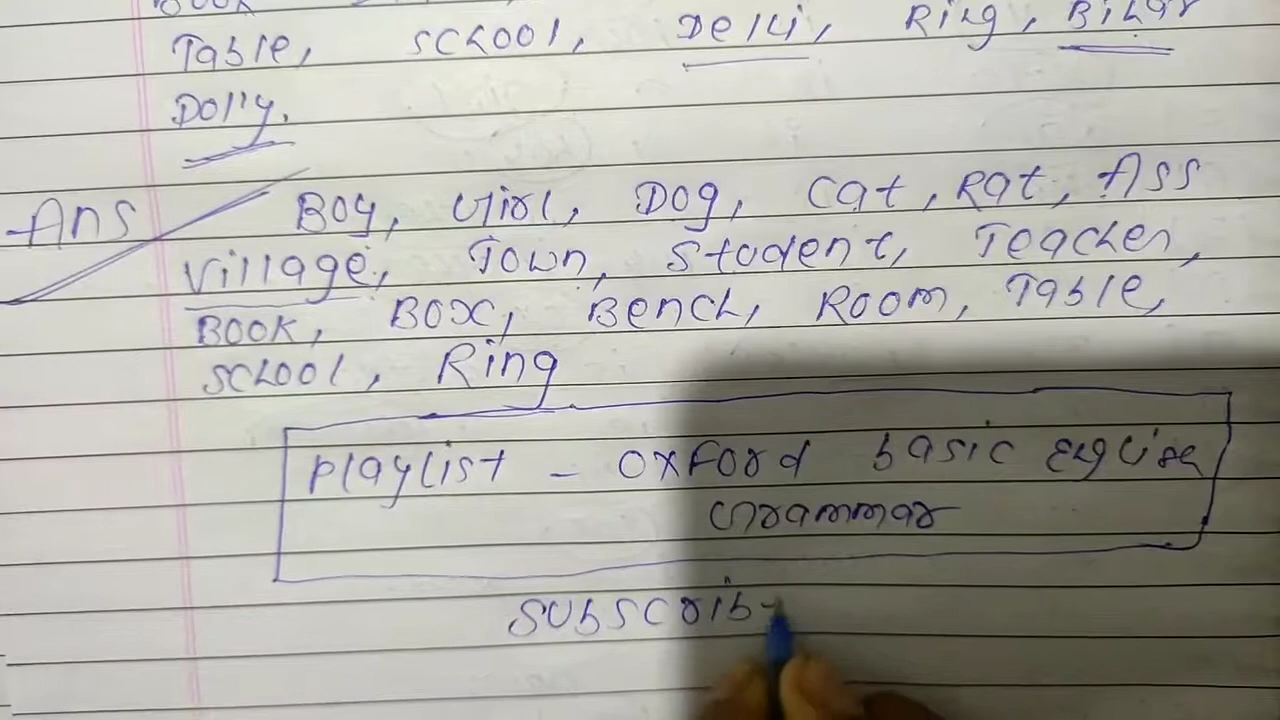 Book
Table, School, Delhi, Ring, Bihar
Dolly.
Ans Boy, Girl, Dog, Cat, Rat, Ass
Village, Town, Student, Teacher,
Book, Box, Bench, Room, Table,
School, Ring
Playlist - Oxford basic English
Grammar
Subscrib